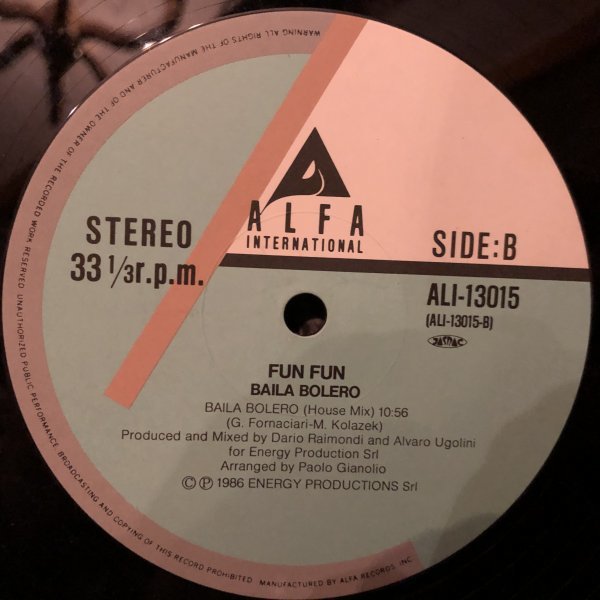 WARNING ALL RIGHTS OF THE MANUFACTURER AND OF THE OWNER OF THE RECORDED WORK RESERVED. UNAUTHORIZED PUBLIC PERFORMANCE, BROADCASTING AND COPYING OF THIS RECORD PROHIBITED. MANUFACTURED BY ALFA RECORDS, INC.
ALFA
INTERNATIONAL
STEREO
33 1/3 r.p.m.
SIDE:B
ALI-13015
(ALI-13015-B)
JASRAC
FUN FUN
BAILA BOLERO
BAILA BOLERO (House Mix) 10:56
(G. Fornaciari-M. Kolazek)
Produced and Mixed by Dario Raimondi and Alvaro Ugolini
for Energy Production Srl
Arranged by Paolo Gianolio
© ℗ 1986 ENERGY PRODUCTIONS Srl